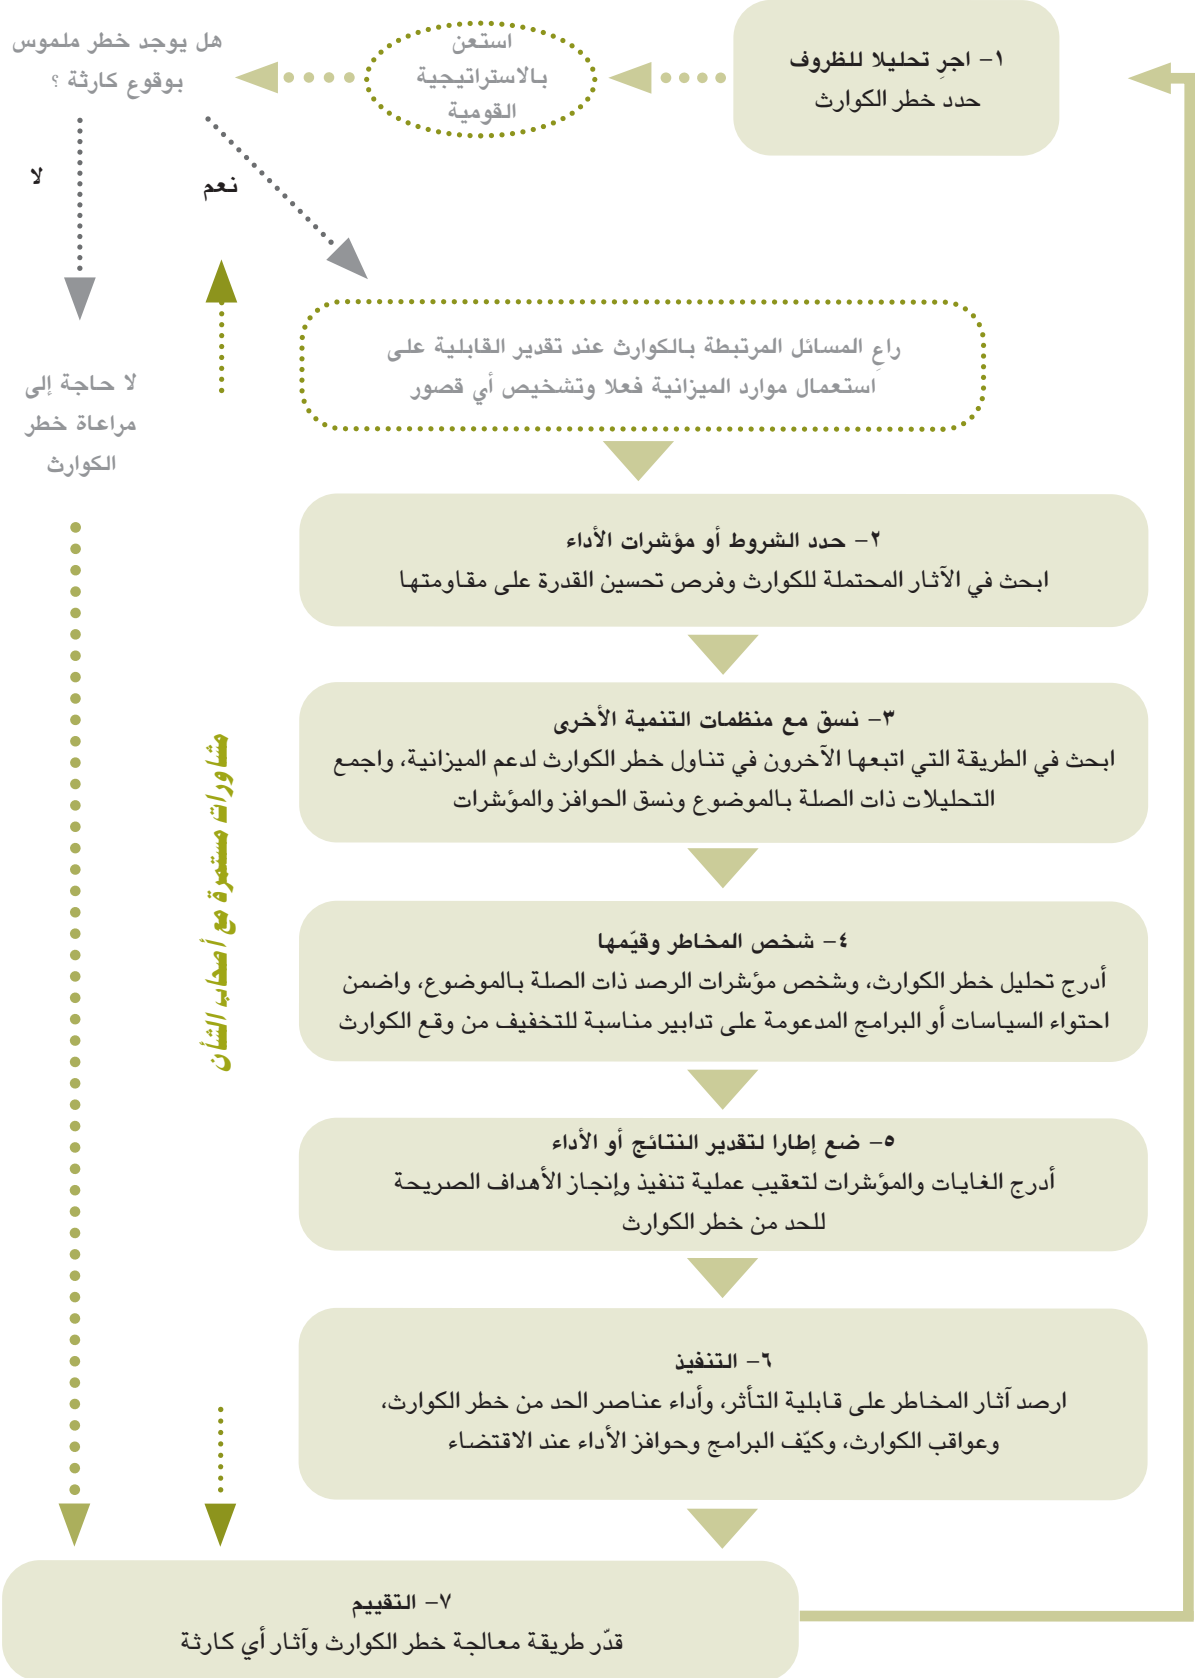 ١– اجرِ تحليلا للظروف
حدد خطر الكوارث
استعن
بالاستراتيجية
القومية
هل يوجد خطر ملموس
بوقوع كارثة ؟
لا
نعم
راعِ المسائل المرتبطة بالكوارث عند تقدير القابلية على
استعمال موارد الميزانية فعلا وتشخيص أي قصور
لا حاجة إلى
مراعاة خطر
الكوارث
٢– حدد الشروط أو مؤشرات الأداء
ابحث في الآثار المحتملة للكوارث وفرص تحسين القدرة على مقاومتها
٣– نسق مع منظمات التنمية الأخرى
ابحث في الطريقة التي اتبعها الآخرون في تناول خطر الكوارث لدعم الميزانية، واجمع
التحليلات ذات الصلة بالموضوع ونسق الحوافز والمؤشرات
مشاورات مستمرة مع أصحاب الشأن
٤– شخص المخاطر وقيّمها
أدرج تحليل خطر الكوارث، وشخص مؤشرات الرصد ذات الصلة بالموضوع، واضمن
احتواء السياسات أو البرامج المدعومة على تدابير مناسبة للتخفيف من وقع الكوارث
٥– ضع إطارا لتقدير النتائج أو الأداء
أدرج الغايات والمؤشرات لتعقيب عملية تنفيذ وإنجاز الأهداف الصريحة
للحد من خطر الكوارث
٦– التنفيذ
ارصد آثار المخاطر على قابلية التأثر، وأداء عناصر الحد من خطر الكوارث،
وعواقب الكوارث، وكيّف البرامج وحوافز الأداء عند الاقتضاء
٧– التقييم
قدّر طريقة معالجة خطر الكوارث وآثار أي كارثة